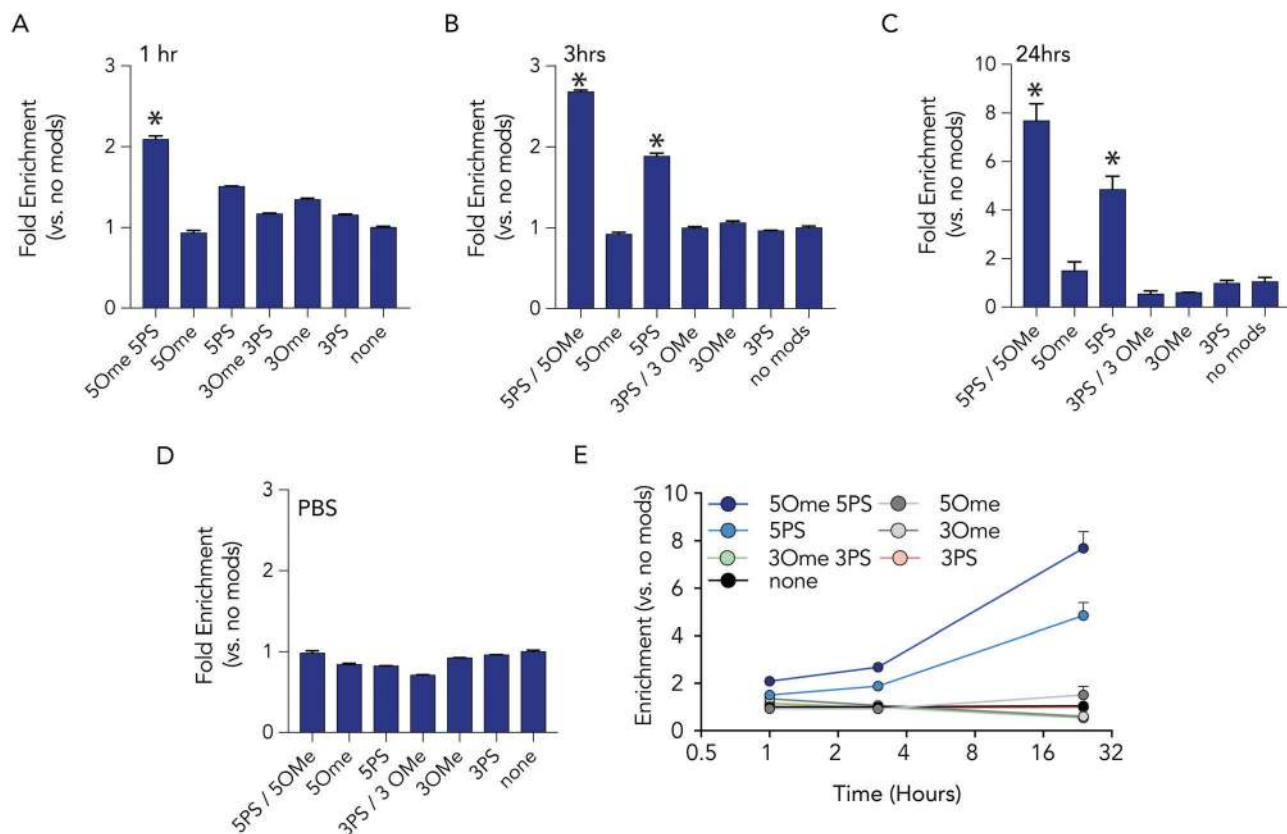 A
1 hr
Fold Enrichment
(vs. no mods)
3
2
1
0
*
5Ome 5PS
5Ome
5PS
3Ome 3PS
3Ome
3PS
none
B
3hrs
Fold Enrichment
(vs. no mods)
3
2
1
0
*
*
5PS / 5OMe
5Ome
5PS
3PS / 3 OMe
3OMe
3PS
no mods
C
24hrs
Fold Enrichment
(vs. no mods)
10
8
6
4
2
0
*
*
5PS / 5OMe
5Ome
5PS
3PS / 3 OMe
3OMe
3PS
no mods
D
PBS
Fold Enrichment
(vs. no mods)
3
2
1
0
5PS / 5OMe
5Ome
5PS
3PS / 3 OMe
3OMe
3PS
none
E
Enrichment (vs. no mods)
10
8
6
4
2
0
5Ome 5PS
5Ome
5PS
3Ome
3Ome 3PS
3PS
none
0.5
1
2
4
8
16
32
Time (Hours)